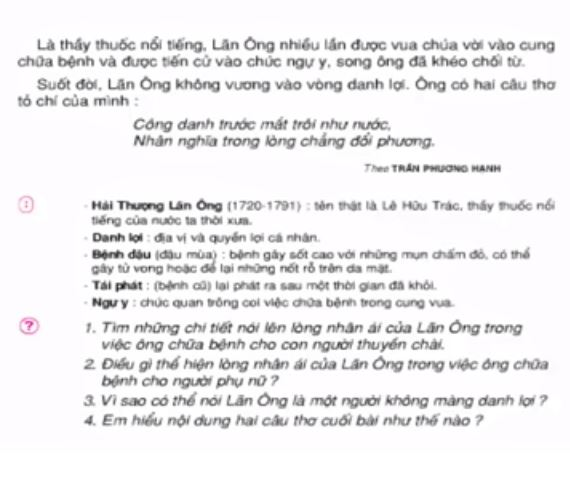 Là thầy thuốc nổi tiếng, Lãn Ông nhiều lần được vua chúa vời vào cung
chữa bệnh và được tiến cử vào chức ngự y, song ông đã khéo chối từ.
Suốt đời, Lãn Ông không vương vào vòng danh lợi. Ông có hai câu thơ
tỏ chí của mình :
Công danh trước mắt trôi như nước,
Nhân nghĩa trong lòng chẳng đổi phương.
Theo TRẦN PHƯƠNG HẠNH
- Hải Thượng Lãn Ông (1720-1791) : tên thật là Lê Hữu Trác, thầy thuốc nổi
tiếng của nước ta thời xưa.
- Danh lợi : địa vị và quyền lợi cá nhân.
- Bệnh đậu (đậu mùa) : bệnh gây sốt cao với những mụn chấm đỏ, có thể
gây tử vong hoặc để lại những nốt rỗ trên da mặt.
- Tái phát : (bệnh cũ) lại phát ra sau một thời gian đã khỏi.
- Ngự y : chức quan trông coi việc chữa bệnh trong cung vua.
? 1. Tìm những chi tiết nói lên lòng nhân ái của Lãn Ông trong
việc ông chữa bệnh cho con người thuyền chài.
2. Điều gì thể hiện lòng nhân ái của Lãn Ông trong việc ông chữa
bệnh cho người phụ nữ ?
3. Vì sao có thể nói Lãn Ông là một người không màng danh lợi ?
4. Em hiểu nội dung hai câu thơ cuối bài như thế nào ?